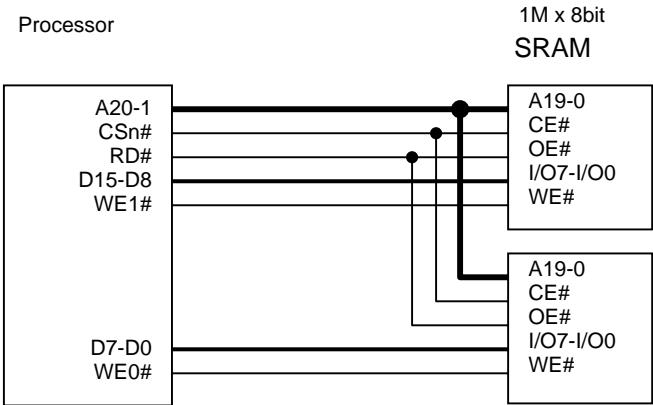 Processor
1M x 8bit
SRAM
A20-1
CSn#
RD#
D15-D8
WE1#
D7-D0
WE0#
A19-0
CE#
OE#
I/O7-I/O0
WE#
A19-0
CE#
OE#
I/O7-I/O0
WE#